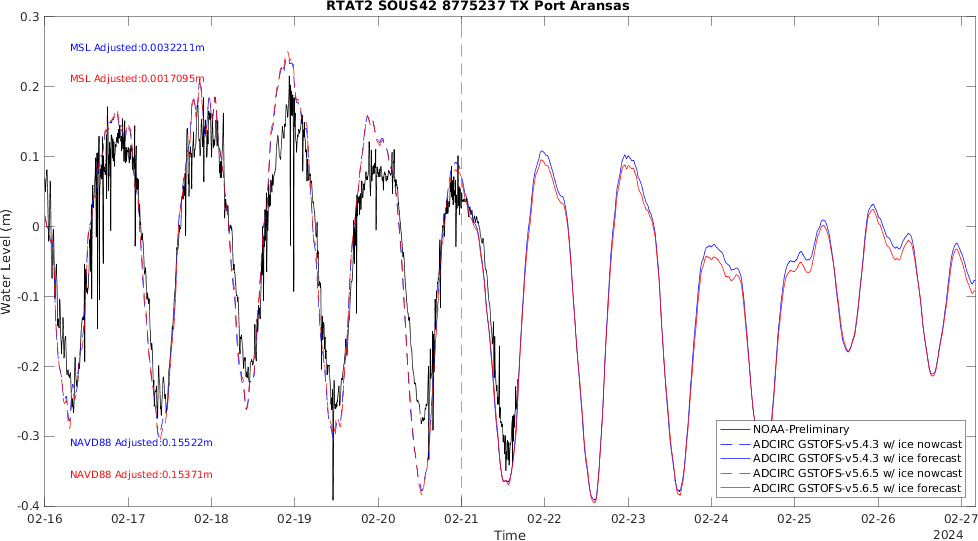 RTAT2 SOUS42 8775237 TX Port Aransas
0.3
0.2
0.1
0
-0.1
-0.2
-0.3
-0.4
Water Level (m)
MSL Adjusted:0.0032211m
MSL Adjusted:0.0017095m
NAVD88 Adjusted:0.15522m
NAVD88 Adjusted:0.15371m
NOAA-Preliminary
ADCIRC GSTOFS-v5.4.3 w/ ice nowcast
ADCIRC GSTOFS-v5.4.3 w/ ice forecast
ADCIRC GSTOFS-v5.6.5 w/ ice nowcast
ADCIRC GSTOFS-v5.6.5 w/ ice forecast
02-16 02-17 02-18 02-19 02-20 02-21 02-22 02-23 02-24 02-25 02-26 02-27
Time
2024